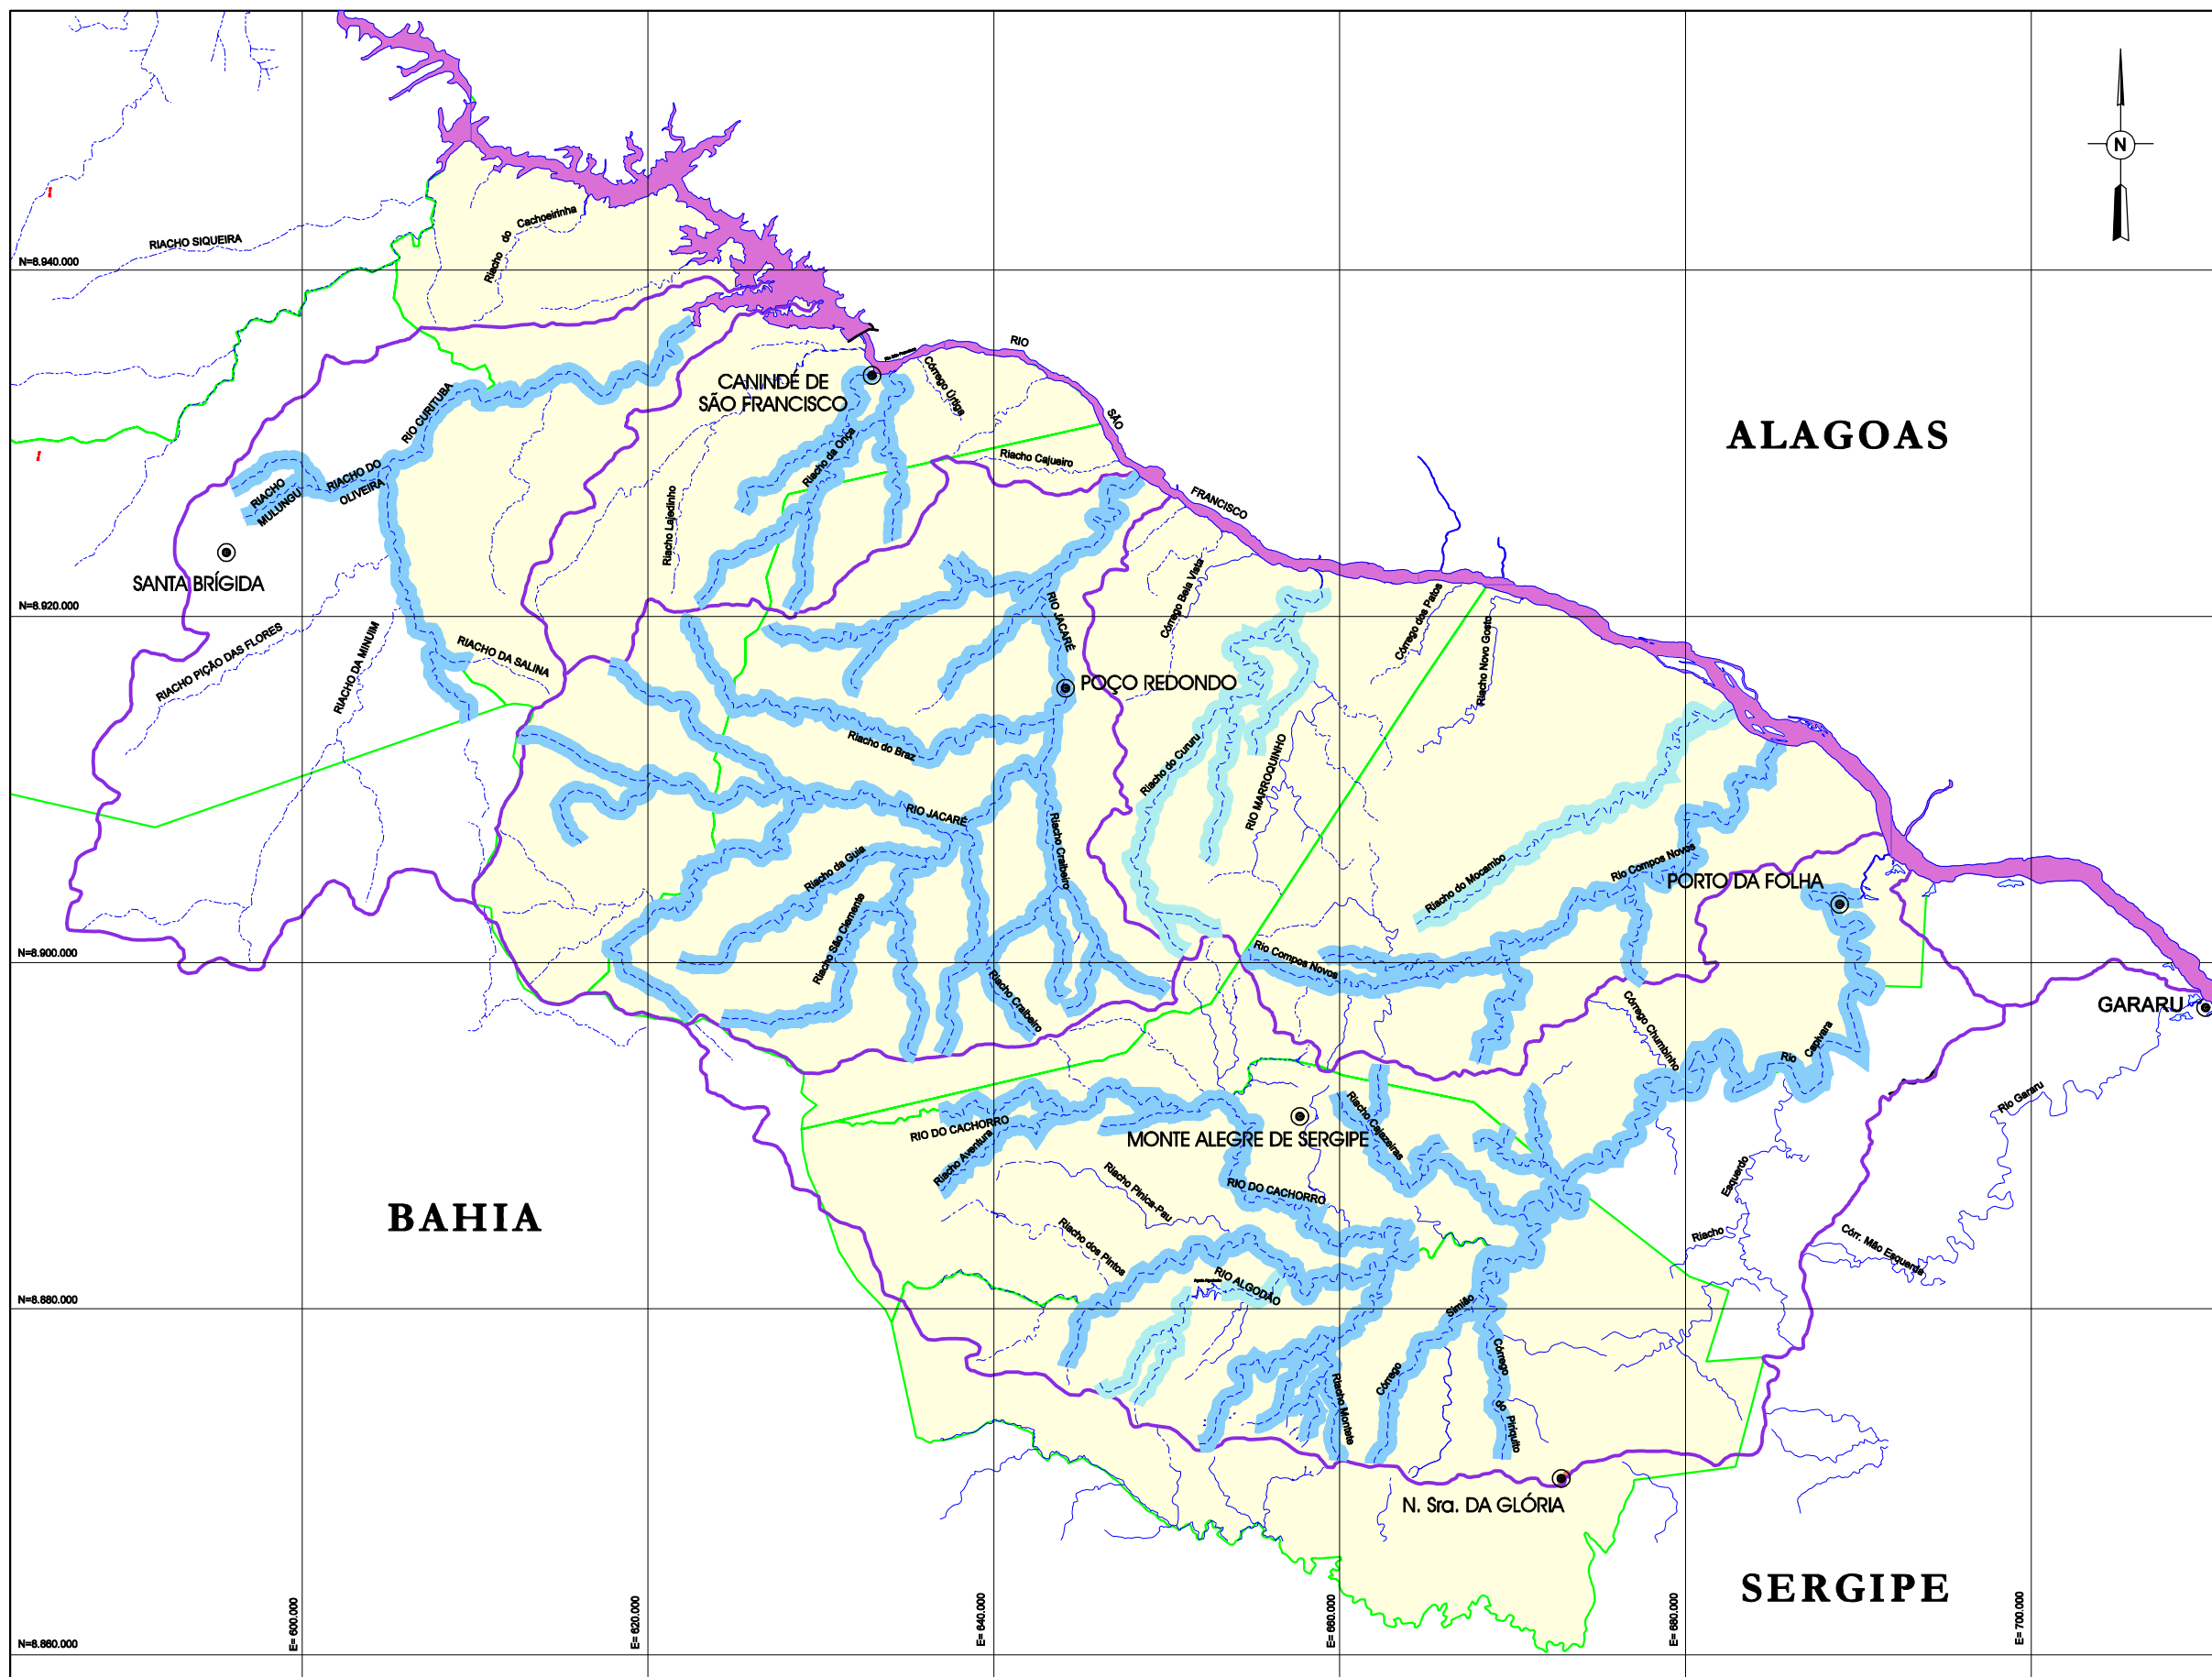 N
RIACHO SIQUEIRA
Riacho do Cachoeirinha
N=8.940.000
RIO
SÃO
FRANCISCO
CANINDÉ DE
SÃO FRANCISCO
Córrego Úrtiga
ALAGOAS
RIO CURITUBA
RIACHO
MULUNGU
RIACHO DO
OLIVEIRA
Riacho da Onça
Riacho Cajueiro
Riacho Lajedinho
SANTA BRÍGIDA
N=8.920.000
RIACHO PIÇÃO DAS FLORES
RIACHO DA MINUIM
RIACHO DA SALINA
RIO JACARÉ
POÇO REDONDO
Córrego Bela Vista
Córrego dos Patos
Riacho Novo Gosto
Riacho do Braz
Riacho do Cururu
RIO MARROQUINHO
RIO JACARÉ
Riacho Craibeiro
Riacho da Guia
Riacho São Clemente
Riacho do Mocambo
Rio Compos Novos
PORTO DA FOLHA
N=8.900.000
Rio Compos Novos
Riacho Craibeiro
Córrego Chumbinho
Rio Capivara
GARARU
Rio Gararu
RIO DO CACHORRO
Riacho Aventura
MONTE ALEGRE DE SERGIPE
Riacho Cajazeiras
Riacho Pinica-Pau
RIO DO CACHORRO
Riacho Esquerdo
Córr. Mão Esquerda
BAHIA
Riacho dos Pintos
RIO ALGODÃO
N=8.880.000
Córrego Simião
Córrego do Piriquito
Riacho Montete
N. Sra. DA GLÓRIA
SERGIPE
N=8.860.000
E= 600.000
E= 620.000
E= 640.000
E= 660.000
E= 680.000
E= 700.000